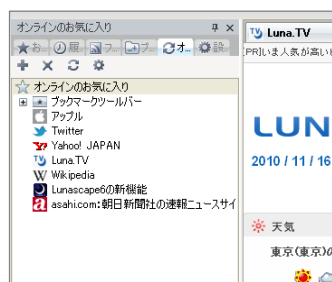 オンラインのお気に入り
Luna.TV
お...
履...
フ...
フ...
オ...
設...
[PR]いま人気が高い
オンラインのお気に入り
ブックマークツールバー
アップル
Twitter
Yahoo! JAPAN
Luna.TV
Wikipedia
Lunascape6の新機能
asahi.com:朝日新聞社の速報ニュースサイ
LUN
2010 / 11 / 16
天気
東京(東京)の